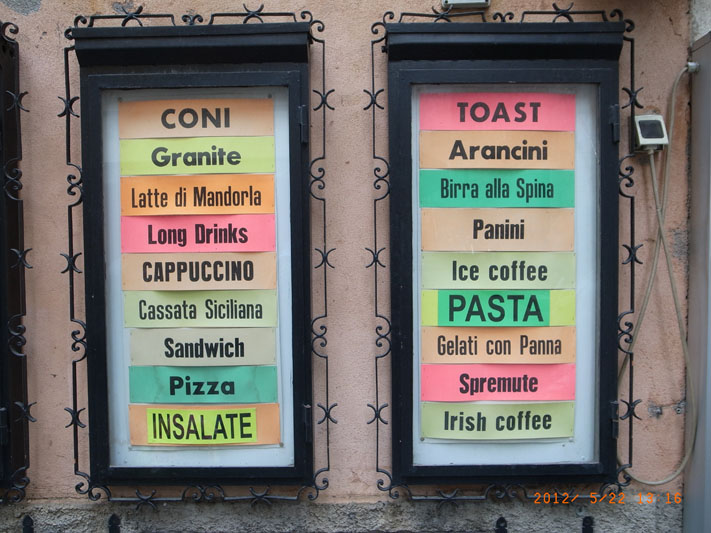 CONI
Granite
Latte di Mandorla
Long Drinks
CAPPUCCINO
Cassata Siciliana
Sandwich
Pizza
INSALATE
TOAST
Arancini
Birra alla Spina
Panini
Ice coffee
PASTA
Gelati con Panna
Spremute
Irish coffee
2012/ 5/22 13 16